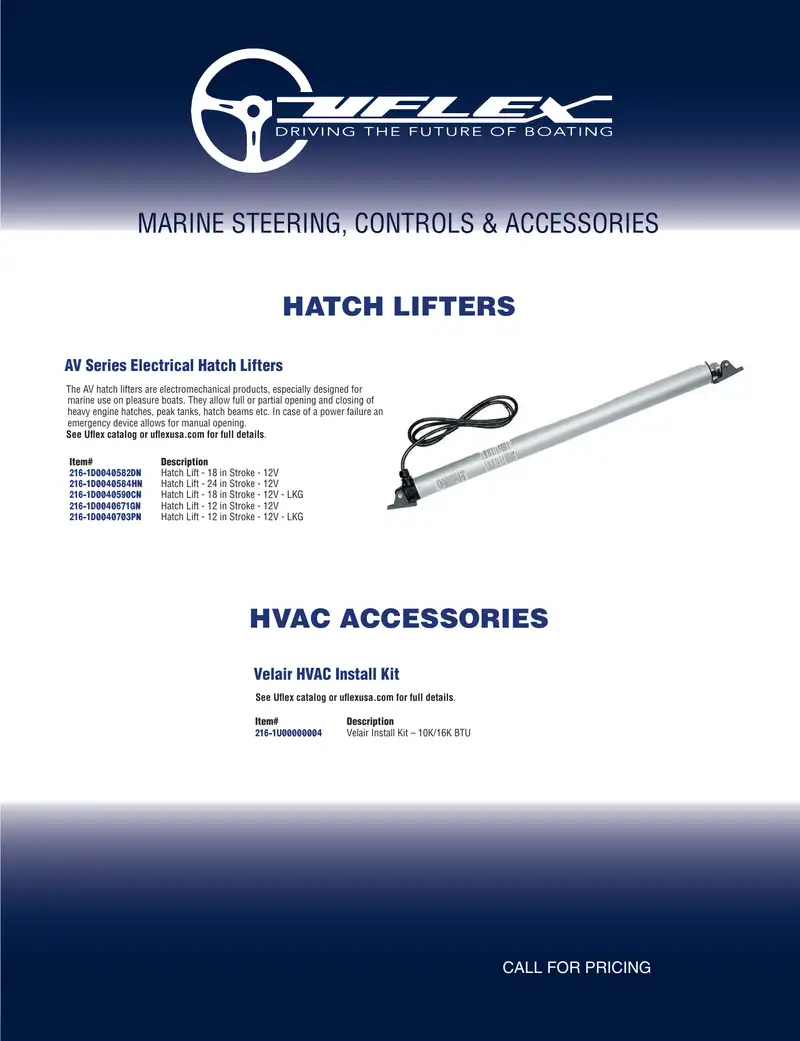 UFLEX
DRIVING THE FUTURE OF BOATING
MARINE STEERING, CONTROLS & ACCESSORIES
HATCH LIFTERS
AV Series Electrical Hatch Lifters
The AV hatch lifters are electromechanical products, especially designed for
marine use on pleasure boats. They allow full or partial opening and closing of
heavy engine hatches, peak tanks, hatch beams etc. In case of a power failure an
emergency device allows for manual opening.
See Uflex catalog or uflexusa.com for full details.
Item# Description
216-1D0040582DN Hatch Lift - 18 in Stroke - 12V
216-1D0040584HN Hatch Lift - 24 in Stroke - 12V
216-1D0040590CN Hatch Lift - 18 in Stroke - 12V - LKG
216-1D0040671GN Hatch Lift - 12 in Stroke - 12V
216-1D0040703PN Hatch Lift - 12 in Stroke - 12V - LKG
HVAC ACCESSORIES
Velair HVAC Install Kit
See Uflex catalog or uflexusa.com for full details.
Item# Description
216-1U00000004 Velair Install Kit – 10K/16K BTU
CALL FOR PRICING